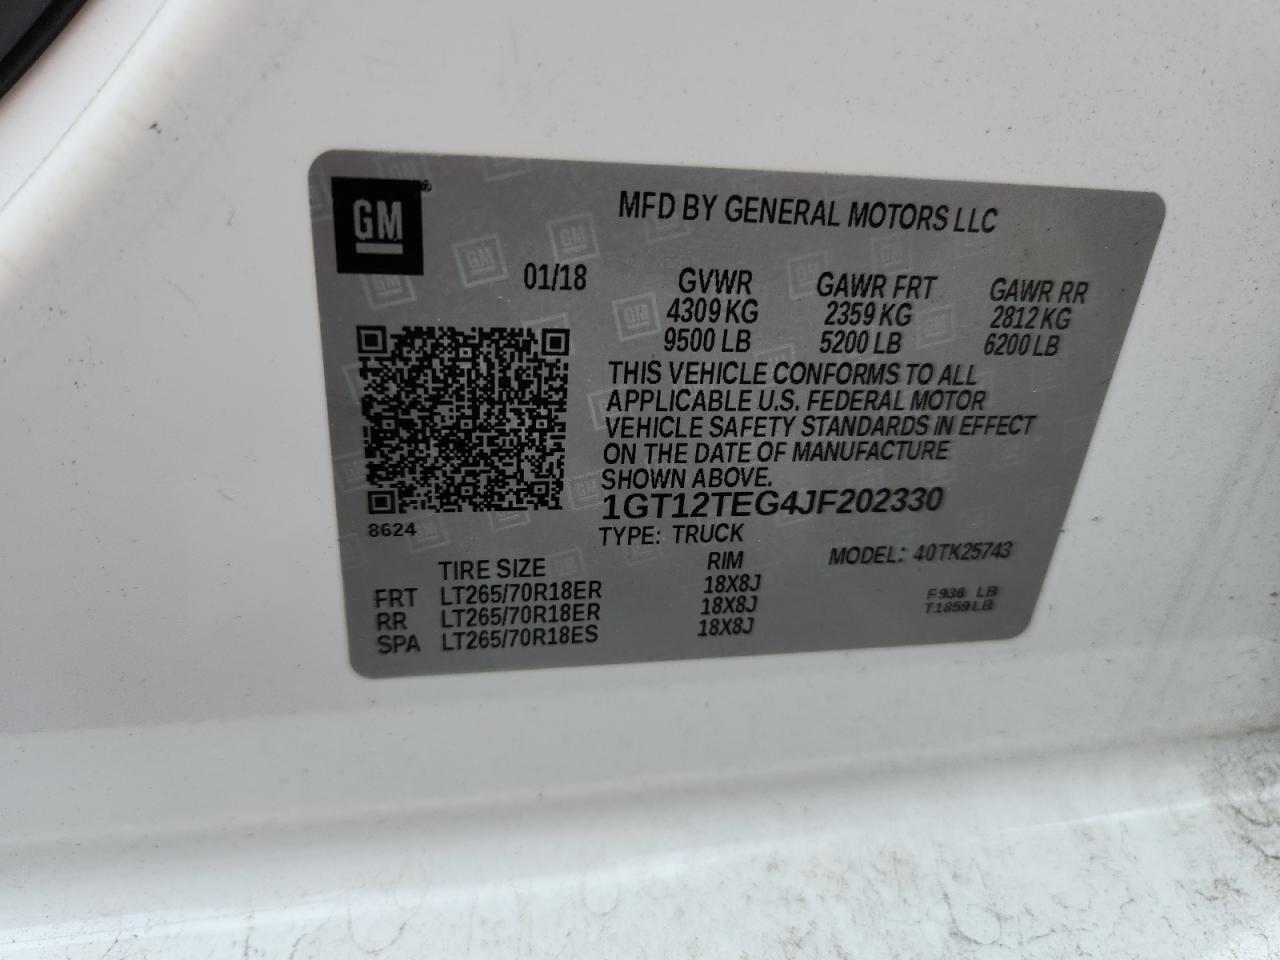 GM
MFD BY GENERAL MOTORS LLC
01/18 GVWR GAWR FRT GAWR RR
4309 KG 2359 KG 2812 KG
9500 LB 5200 LB 6200 LB
THIS VEHICLE CONFORMS TO ALL
APPLICABLE U.S. FEDERAL MOTOR
VEHICLE SAFETY STANDARDS IN EFFECT
ON THE DATE OF MANUFACTURE
SHOWN ABOVE.
1GT12TEG4JF202330
8624
TYPE: TRUCK MODEL: 40TK25743
TIRE SIZE RIM
FRT LT265/70R18ER 18X8J
RR LT265/70R18ER 18X8J
SPA LT265/70R18ES 18X8J
F 936 LB
T1859LB